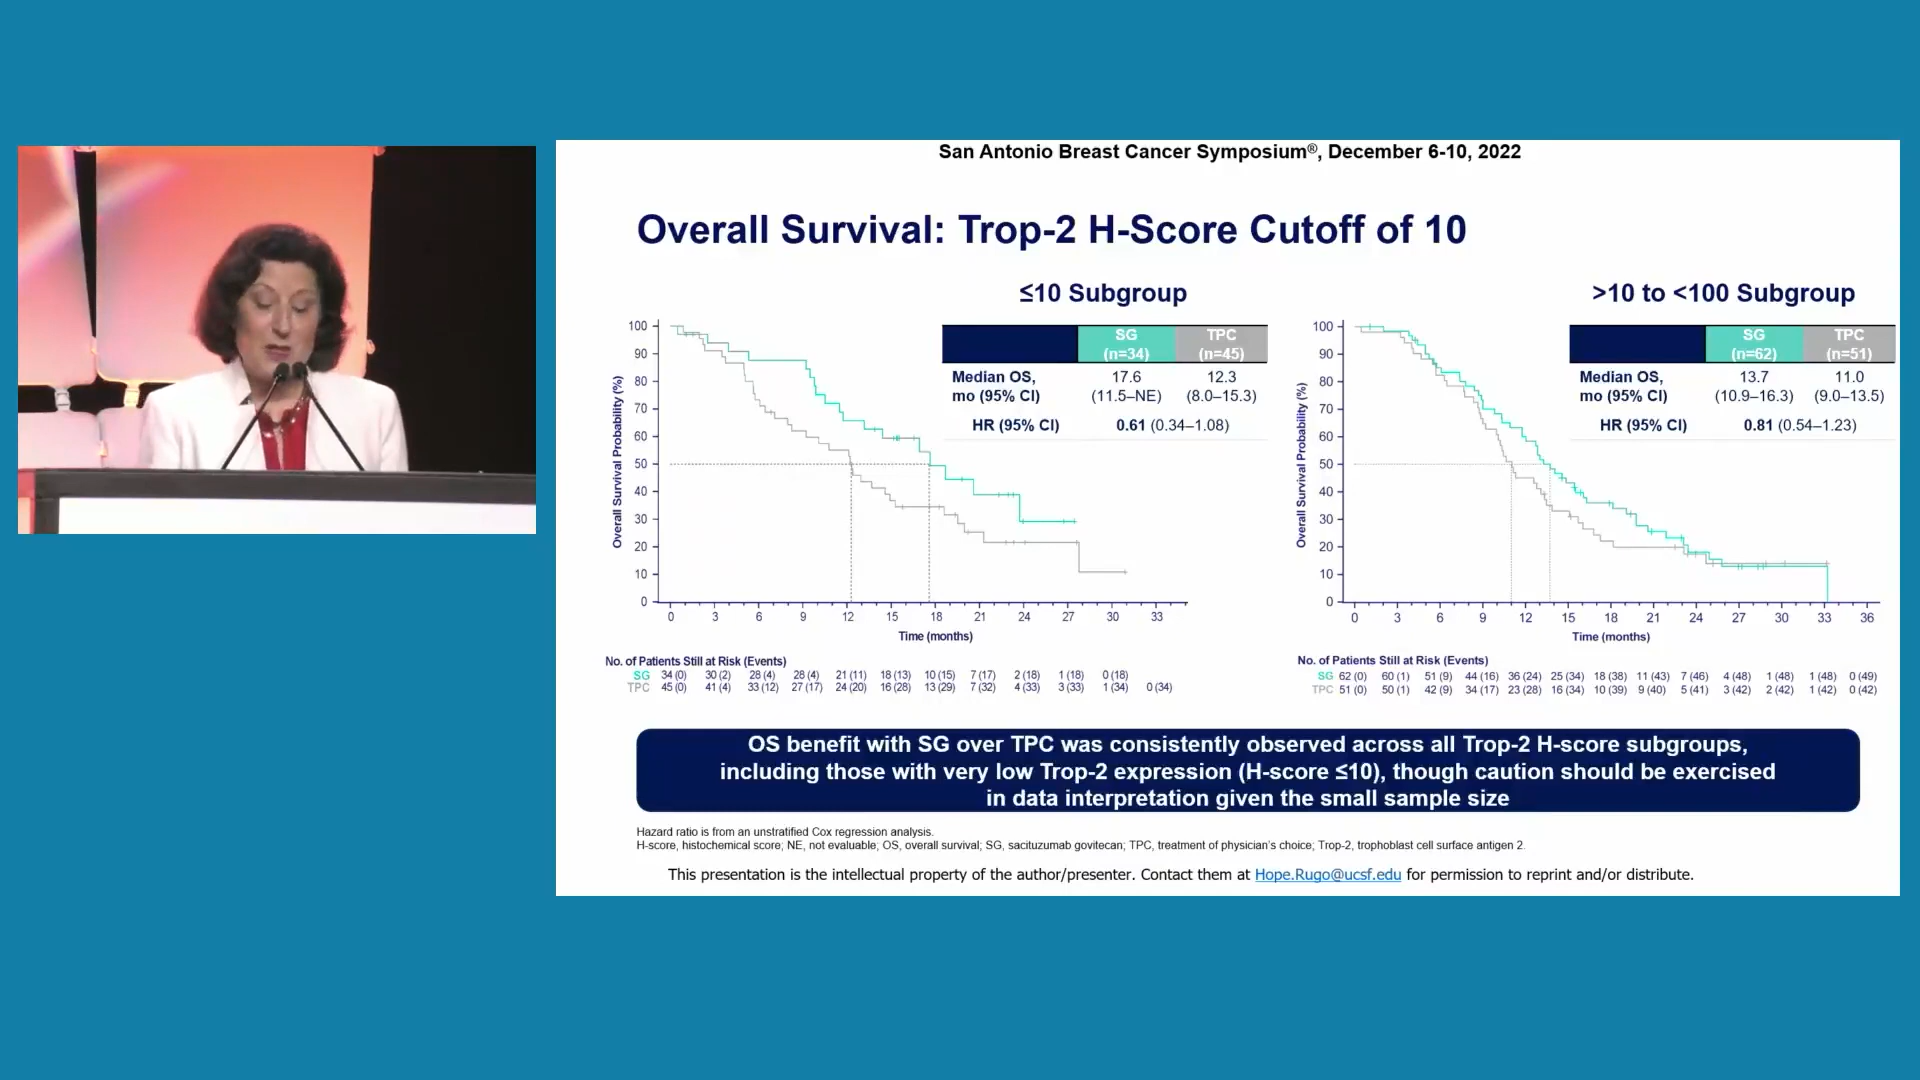 San Antonio Breast Cancer Symposium®, December 6-10, 2022
Overall Survival: Trop-2 H-Score Cutoff of 10
≤10 Subgroup
SG (n=34)
TPC (n=45)
Median OS, mo (95% CI)
17.6 (11.5–NE)
12.3 (8.0–15.3)
HR (95% CI)
0.61 (0.34–1.08)
Overall Survival Probability (%)
100
90
80
70
60
50
40
30
20
10
0
0 3 6 9 12 15 18 21 24 27 30 33
Time (months)
No. of Patients Still at Risk (Events)
SG 34 (0) 30 (2) 28 (4) 28 (4) 21 (11) 18 (13) 10 (15) 7 (17) 2 (18) 1 (18) 0 (18)
TPC 45 (0) 41 (4) 33 (12) 27 (17) 24 (20) 16 (28) 13 (29) 7 (32) 4 (33) 3 (33) 1 (34) 0 (34)
>10 to <100 Subgroup
SG (n=62)
TPC (n=51)
Median OS, mo (95% CI)
13.7 (10.9–16.3)
11.0 (9.0–13.5)
HR (95% CI)
0.81 (0.54–1.23)
Overall Survival Probability (%)
100
90
80
70
60
50
40
30
20
10
0
0 3 6 9 12 15 18 21 24 27 30 33 36
Time (months)
No. of Patients Still at Risk (Events)
SG 62 (0) 60 (1) 51 (9) 44 (16) 36 (24) 25 (34) 18 (38) 11 (43) 7 (46) 4 (48) 1 (48) 1 (48) 0 (49)
TPC 51 (0) 50 (1) 42 (9) 34 (17) 23 (28) 16 (34) 10 (39) 9 (40) 5 (41) 3 (42) 2 (42) 1 (42) 0 (42)
OS benefit with SG over TPC was consistently observed across all Trop-2 H-score subgroups,
including those with very low Trop-2 expression (H-score ≤10), though caution should be exercised
in data interpretation given the small sample size
Hazard ratio is from an unstratified Cox regression analysis.
H-score, histochemical score; NE, not evaluable; OS, overall survival; SG, sacituzumab govitecan; TPC, treatment of physician's choice; Trop-2, trophoblast cell surface antigen 2.
This presentation is the intellectual property of the author/presenter. Contact them at Hope.Rugo@ucsf.edu for permission to reprint and/or distribute.